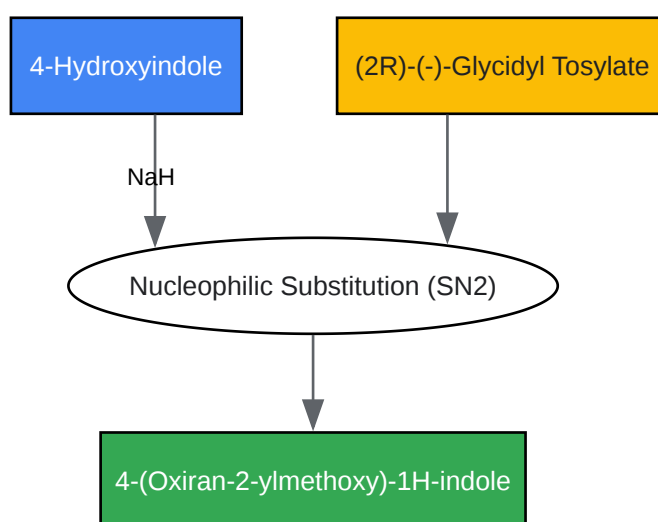 4-Hydroxyindole
(2R)-(-)-Glycidyl Tosylate
NaH
Nucleophilic Substitution (SN2)
4-(Oxiran-2-ylmethoxy)-1H-indole